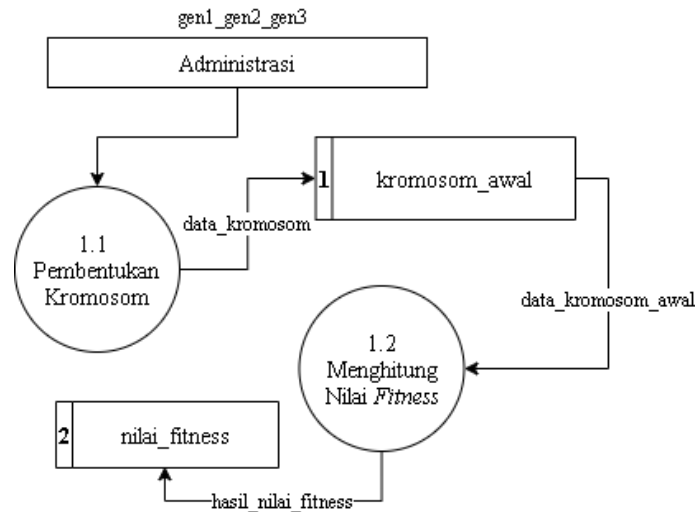 gen1_gen2_gen3
Administrasi
1
kromosom_awal
data_kromosom
1.1
Pembentukan
Kromosom
data_kromosom_awal
1.2
Menghitung
Nilai Fitness
2
nilai_fitness
hasil_nilai_fitness